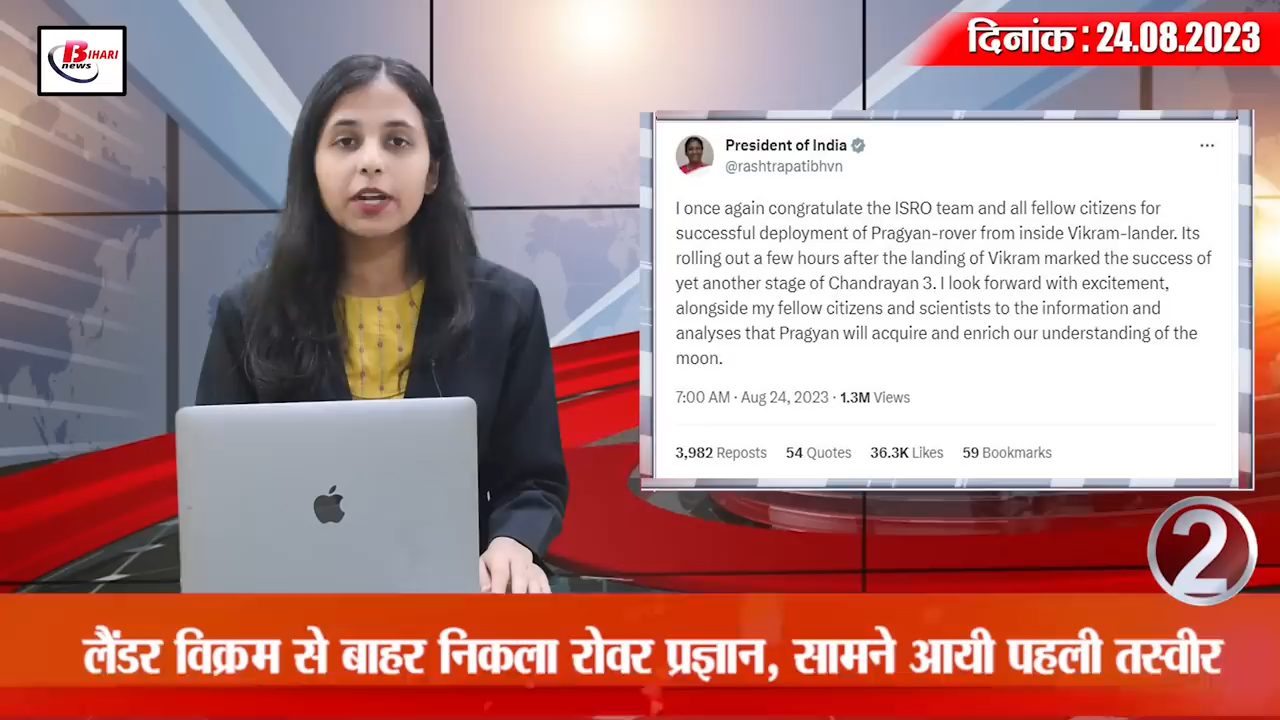 BIHARI
news
दिनांक : 24.08.2023
President of India
@rashtrapatibhvn
I once again congratulate the ISRO team and all fellow citizens for
successful deployment of Pragyan-rover from inside Vikram-lander. Its
rolling out a few hours after the landing of Vikram marked the success of
yet another stage of Chandrayan 3. I look forward with excitement,
alongside my fellow citizens and scientists to the information and
analyses that Pragyan will acquire and enrich our understanding of the
moon.
7:00 AM · Aug 24, 2023 · 1.3M Views
3,982 Reposts 54 Quotes 36.3K Likes 59 Bookmarks
2
लैंडर विक्रम से बाहर निकला रोवर प्रज्ञान, सामने आयी पहली तस्वीर